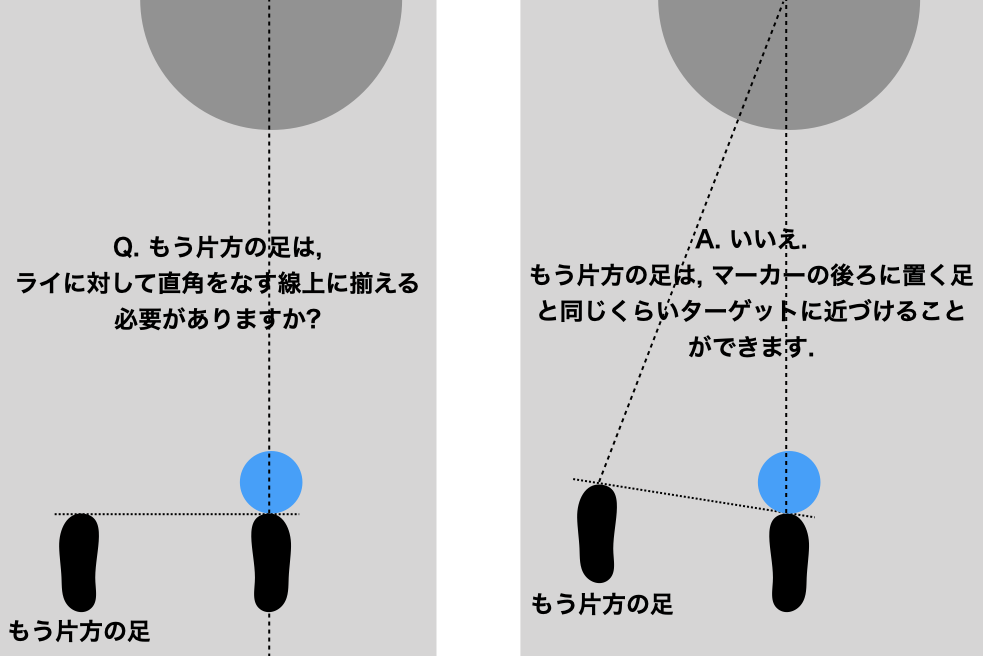 Q. もう片方の足は,
ライに対して直角をなす線上に揃える
必要がありますか?
もう片方の足
A. いいえ.
もう片方の足は, マーカーの後ろに置く足
と同じくらいターゲットに近づけること
ができます.
もう片方の足